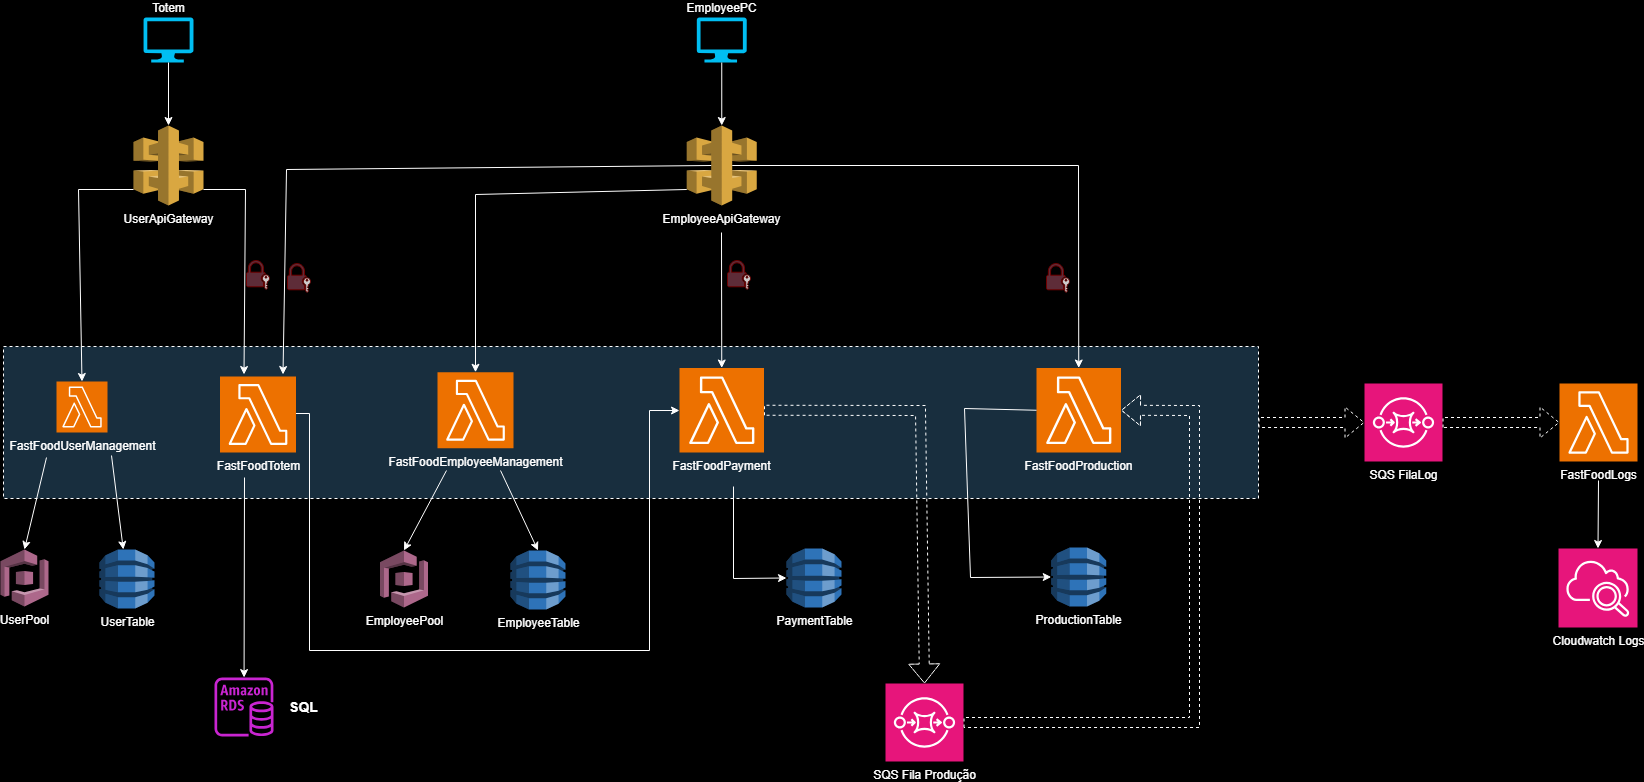 Totem
EmployeePC
UserApiGateway
EmployeeApiGateway
FastFoodUserManagement
FastFoodTotem
FastFoodEmployeeManagement
FastFoodPayment
FastFoodProduction
SQS FilaLog
FastFoodLogs
UserPool
UserTable
EmployeePool
EmployeeTable
PaymentTable
ProductionTable
Cloudwatch Logs
Amazon
RDS
SQL
SQS Fila Produção